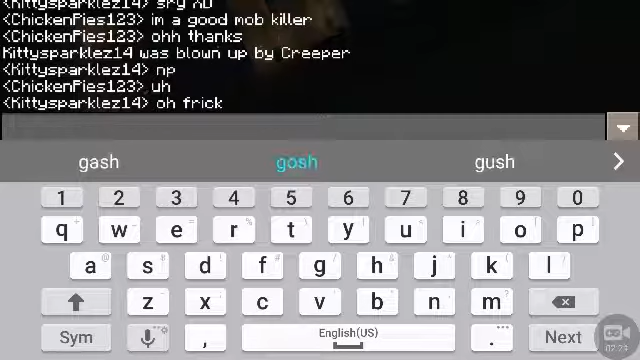 <Kittysparklez14> sry XD
<ChickenPies123> im a good mob killer
<ChickenPies123> ohh thanks
Kittysparklez14 was blown up by Creeper
<Kittysparklez14> np
<ChickenPies123> uh
<Kittysparklez14> oh frick
gash gosh gush
1 2 3 4 5 6 7 8 9 0
q w e r t y u i o p
a s d f g h j k l
z x c v b n m
Sym , English(US) . Next
02:23